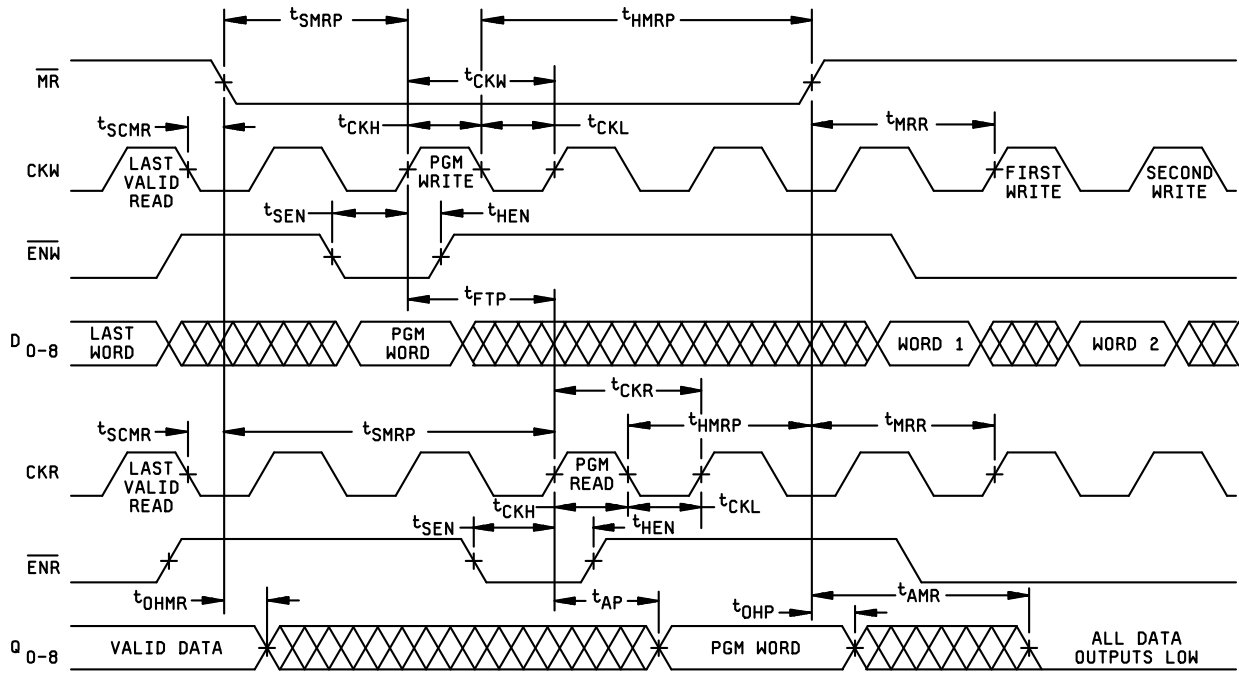 tSMRP tHMRP
MR
tCKW
tSCMR tCKH tCKL tMRR
CKW LAST VALID READ PGM WRITE FIRST WRITE SECOND WRITE
tSEN tHEN
ENW
tFTP
D 0-8 LAST WORD PGM WORD WORD 1 WORD 2
tCKR
tSCMR tSMRP tHMRP tMRR
CKR LAST VALID READ PGM READ
tCKH tCKL
tSEN tHEN
ENR
tOHMR tAP tOHP tAMR
Q 0-8 VALID DATA PGM WORD ALL DATA OUTPUTS LOW